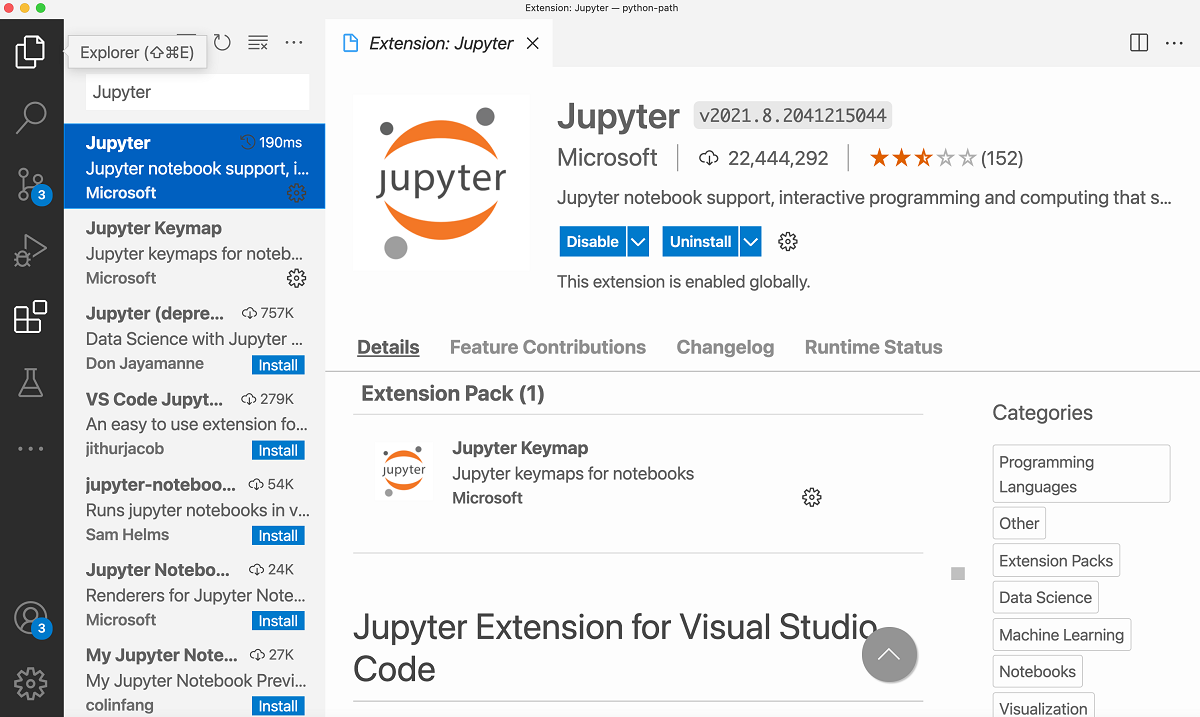 Extension: Jupyter — python-path
Explorer (⇧⌘E)
Jupyter
Jupyter 190ms
Jupyter notebook support, i...
Microsoft
Jupyter Keymap
Jupyter keymaps for noteb...
Microsoft
Jupyter (depre... 757K
Data Science with Jupyter ...
Don Jayamanne Install
VS Code Jupyt... 279K
An easy to use extension fo...
jithurjacob Install
jupyter-noteboo... 54K
Runs jupyter notebooks in v...
Sam Helms Install
Jupyter Notebo... 24K
Renderers for Jupyter Note...
Microsoft Install
My Jupyter Note... 27K
My Jupyter Notebook Previ...
colinfang Install
3
3
Extension: Jupyter
jupyter
Jupyter v2021.8.2041215044
Microsoft 22,444,292 (152)
Jupyter notebook support, interactive programming and computing that s...
Disable Uninstall
This extension is enabled globally.
Details Feature Contributions Changelog Runtime Status
Extension Pack (1)
jupyter
Jupyter Keymap
Jupyter keymaps for notebooks
Microsoft
Jupyter Extension for Visual Studio
Code
Categories
Programming
Languages
Other
Extension Packs
Data Science
Machine Learning
Notebooks
Visualization